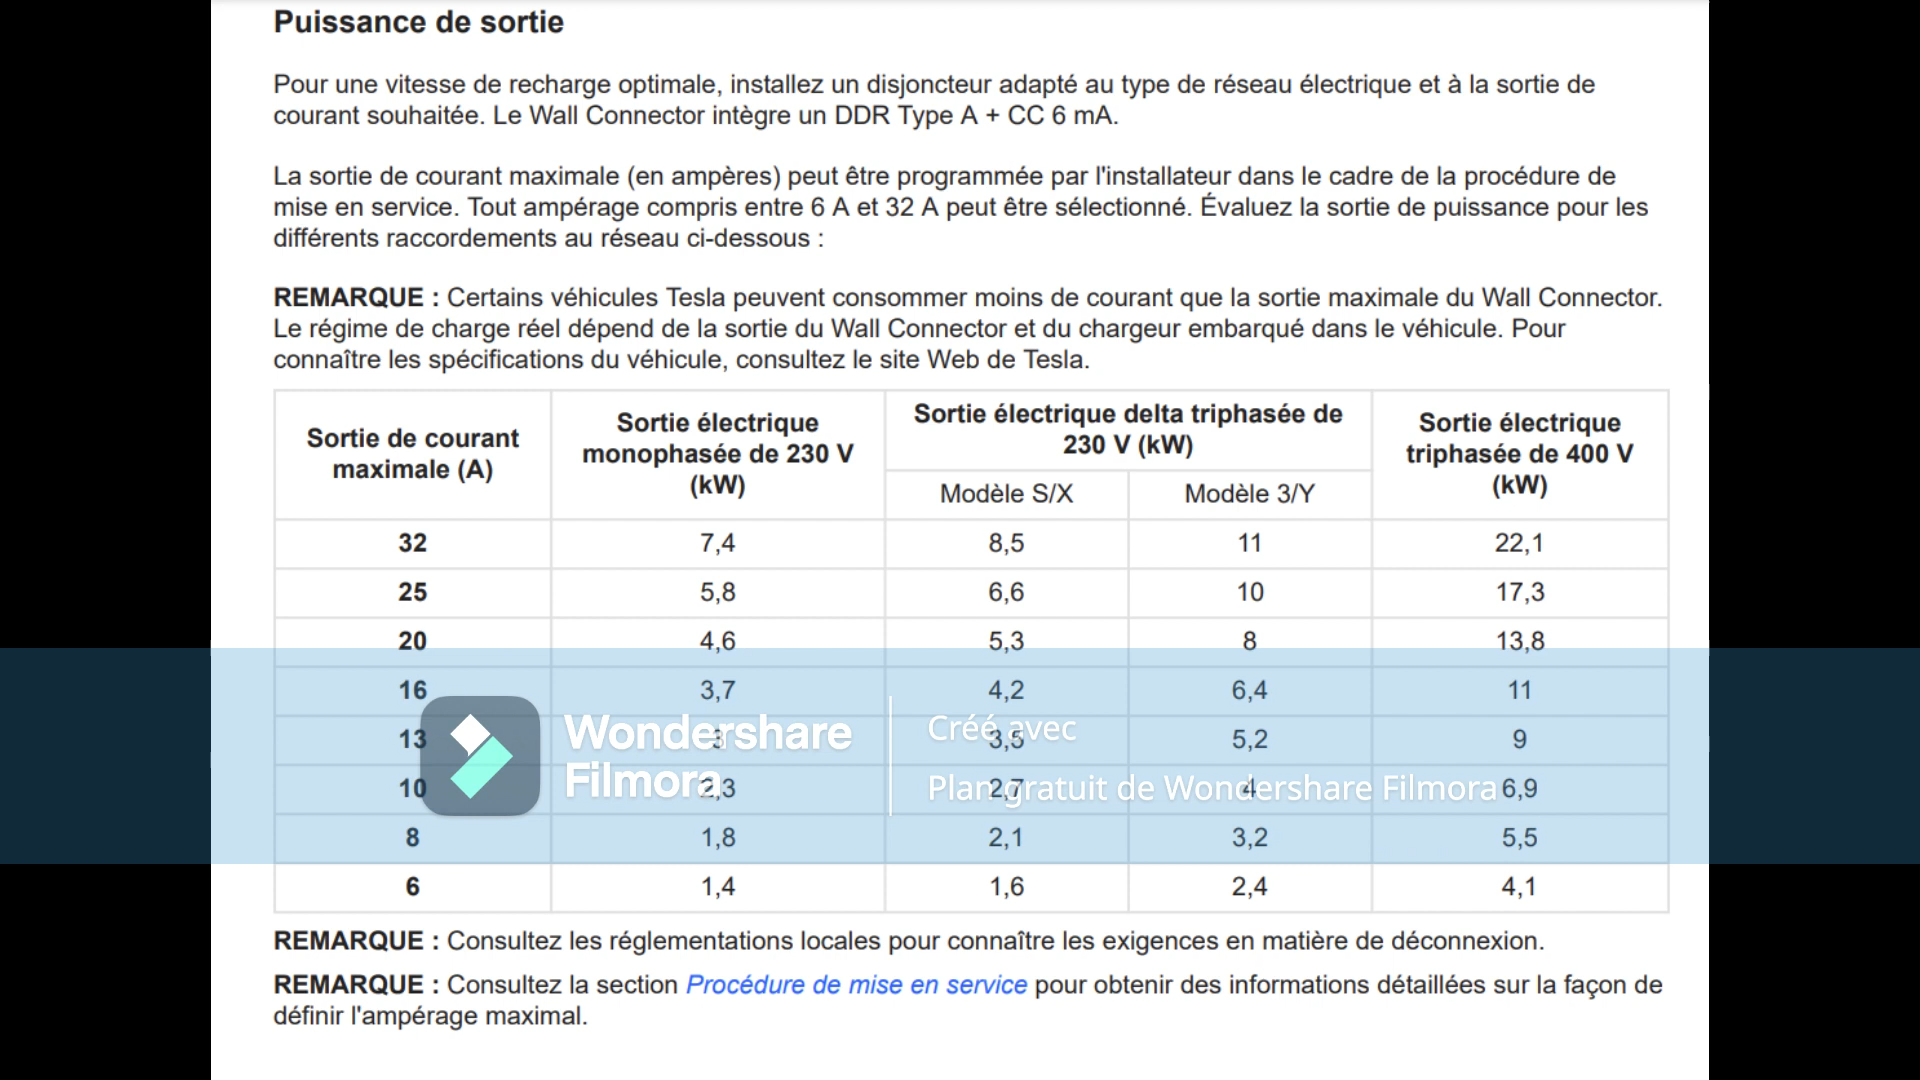 Puissance de sortie
Pour une vitesse de recharge optimale, installez un disjoncteur adapté au type de réseau électrique et à la sortie de
courant souhaitée. Le Wall Connector intègre un DDR Type A + CC 6 mA.
La sortie de courant maximale (en ampères) peut être programmée par l'installateur dans le cadre de la procédure de
mise en service. Tout ampérage compris entre 6 A et 32 A peut être sélectionné. Évaluez la sortie de puissance pour les
différents raccordements au réseau ci-dessous :
REMARQUE : Certains véhicules Tesla peuvent consommer moins de courant que la sortie maximale du Wall Connector.
Le régime de charge réel dépend de la sortie du Wall Connector et du chargeur embarqué dans le véhicule. Pour
connaître les spécifications du véhicule, consultez le site Web de Tesla.
Sortie de courant
maximale (A)
Sortie électrique
monophasée de 230 V
(kW)
Sortie électrique delta triphasée de
230 V (kW)
Modèle S/X
Modèle 3/Y
Sortie électrique
triphasée de 400 V
(kW)
32 7,4 8,5 11 22,1
25 5,8 6,6 10 17,3
20 4,6 5,3 8 13,8
16 3,7 4,2 6,4 11
13 3 3,5 5,2 9
10 2,3 2,7 4 6,9
8 1,8 2,1 3,2 5,5
6 1,4 1,6 2,4 4,1
Wondershare
Filmora
Créé avec
Plan gratuit de Wondershare Filmora
REMARQUE : Consultez les réglementations locales pour connaître les exigences en matière de déconnexion.
REMARQUE : Consultez la section Procédure de mise en service pour obtenir des informations détaillées sur la façon de
définir l'ampérage maximal.